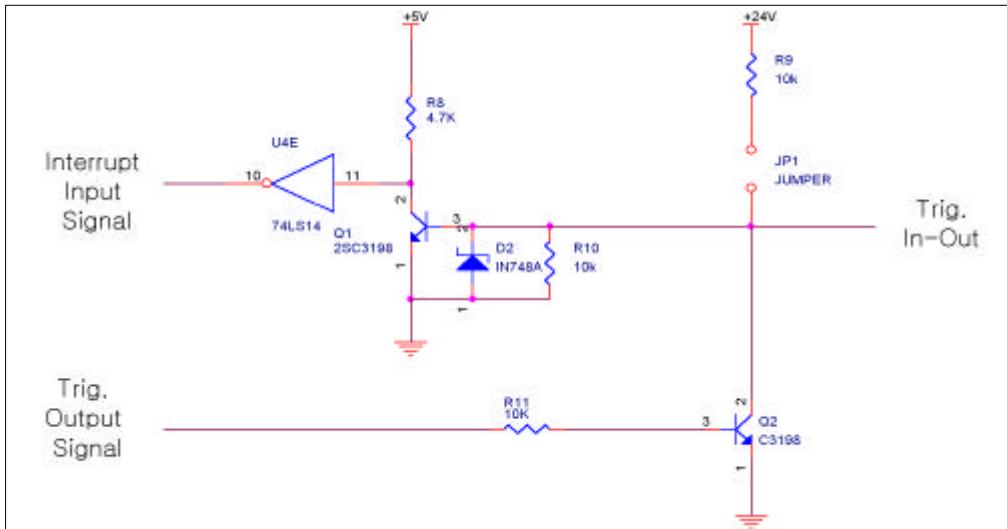 +5V
+24V
R9
10k
R8
4.7K
U4E
Interrupt
Input
Signal
10
11
JP1
JUMPER
74LS14
2
Q1
2SC3198
3
2
Trig.
In-Out
D2
IN748A
R10
10k
1
1
Trig.
Output
Signal
R11
10K
3
2
Q2
C3198
1